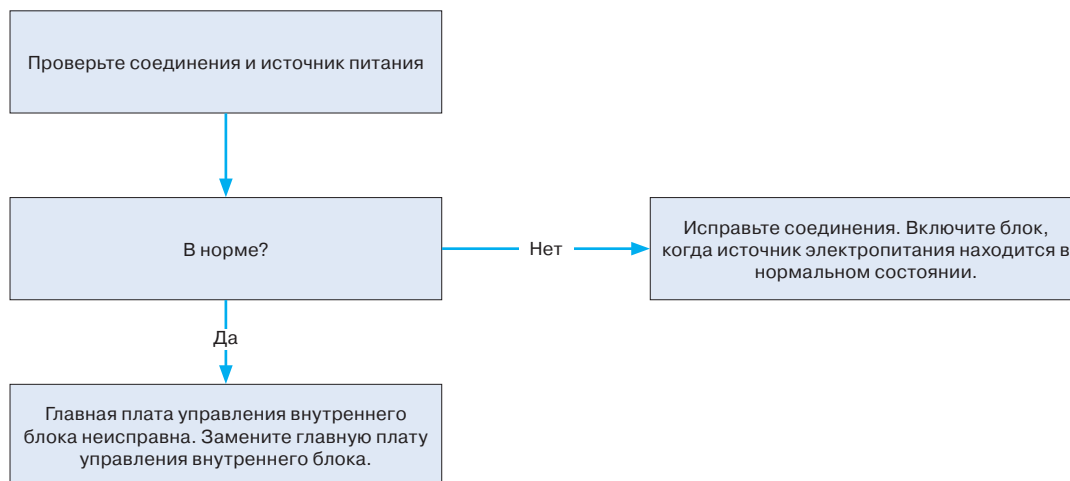 Проверьте соединения и источник питания
В норме?
Нет
Исправьте соединения. Включите блок,
когда источник электропитания находится в
нормальном состоянии.
Да
Главная плата управления внутреннего
блока неисправна. Замените главную плату
управления внутреннего блока.